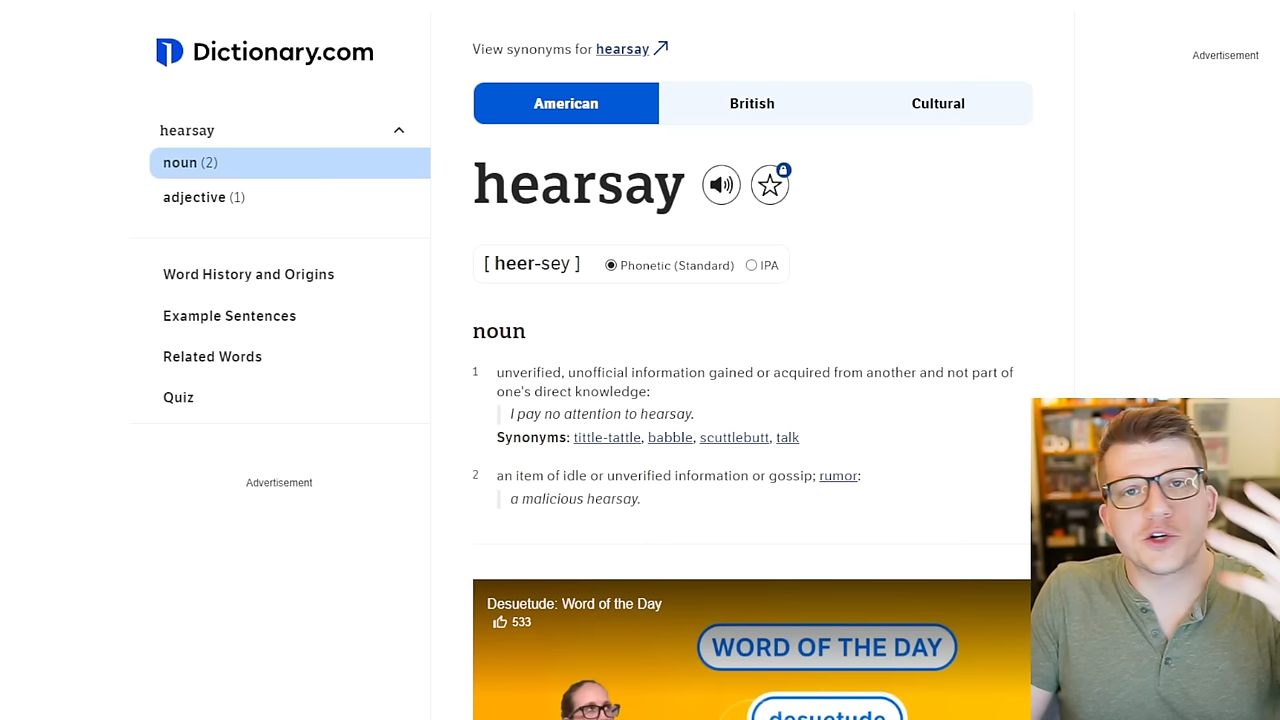 Dictionary.com
hearsay
noun (2)
adjective (1)
Word History and Origins
Example Sentences
Related Words
Quiz
Advertisement
View synonyms for hearsay
American
British
Cultural
hearsay
[ heer-sey ]
Phonetic (Standard)
IPA
noun
1 unverified, unofficial information gained or acquired from another and not part of
one's direct knowledge:
I pay no attention to hearsay.
Synonyms: tittle-tattle, babble, scuttlebutt, talk
2 an item of idle or unverified information or gossip; rumor:
a malicious hearsay.
Desuetude: Word of the Day
533
WORD OF THE DAY
desuetude
Advertisement